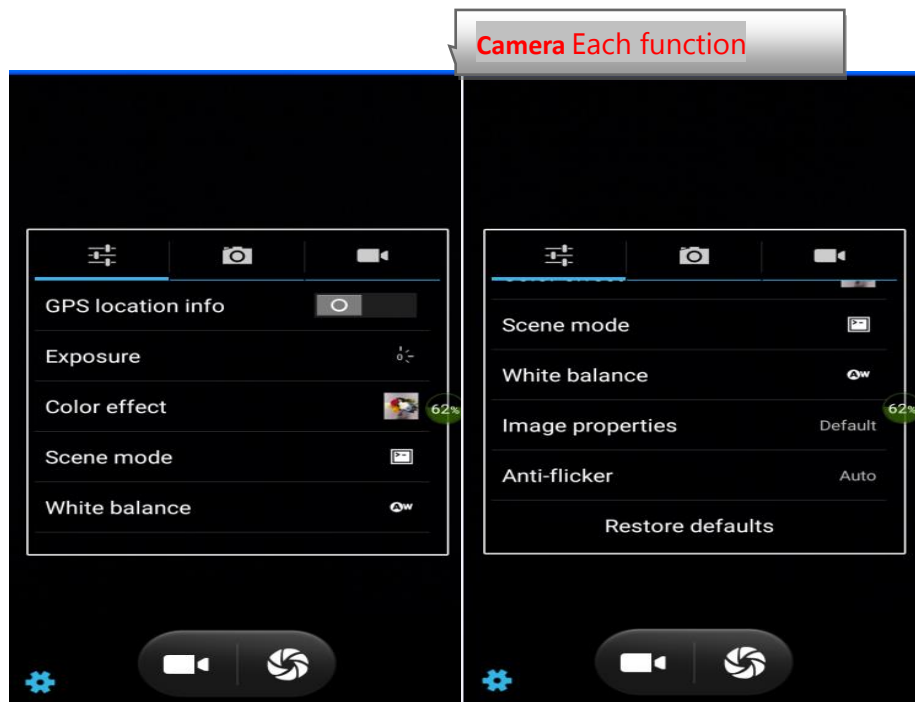 Camera Each function
GPS location info
Exposure
Color effect
62%
Scene mode
White balance
Scene mode
White balance
62%
Image properties Default
Anti-flicker Auto
Restore defaults